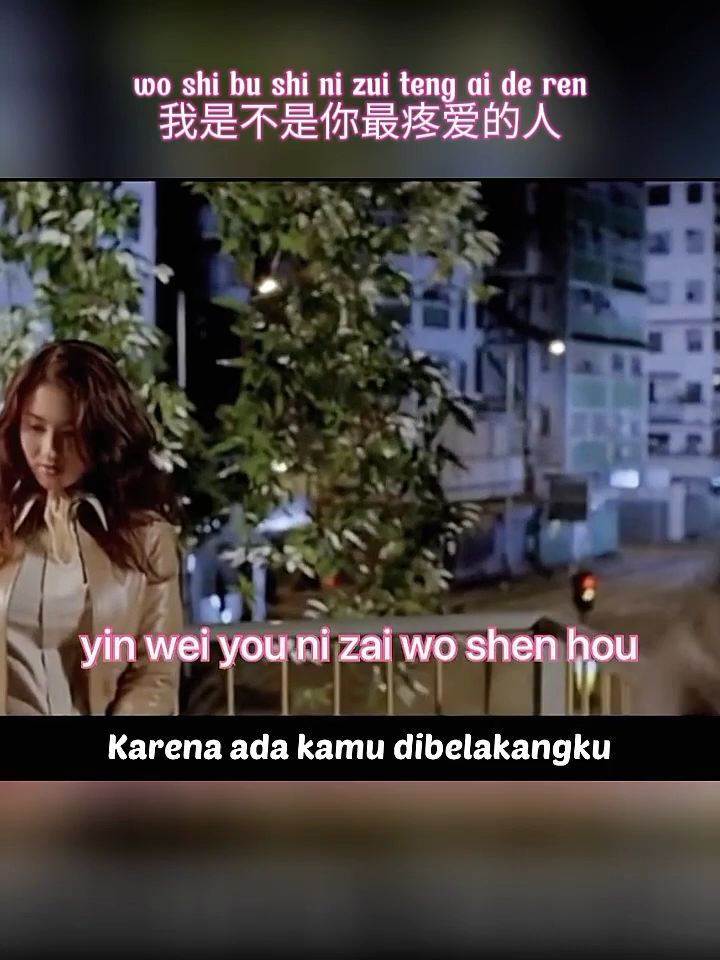 wo shi bu shi ni zui teng ai de ren
我是不是你最疼爱的人
yin wei you ni zai wo shen hou
Karena ada kamu dibelakangku